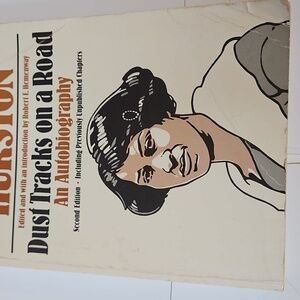 HURSTON
Edited and with an Introduction by Robert E. Hemenway
Dust Tracks on a Road
An Autobiography
Second Edition • Including Previously Unpublished Chapters